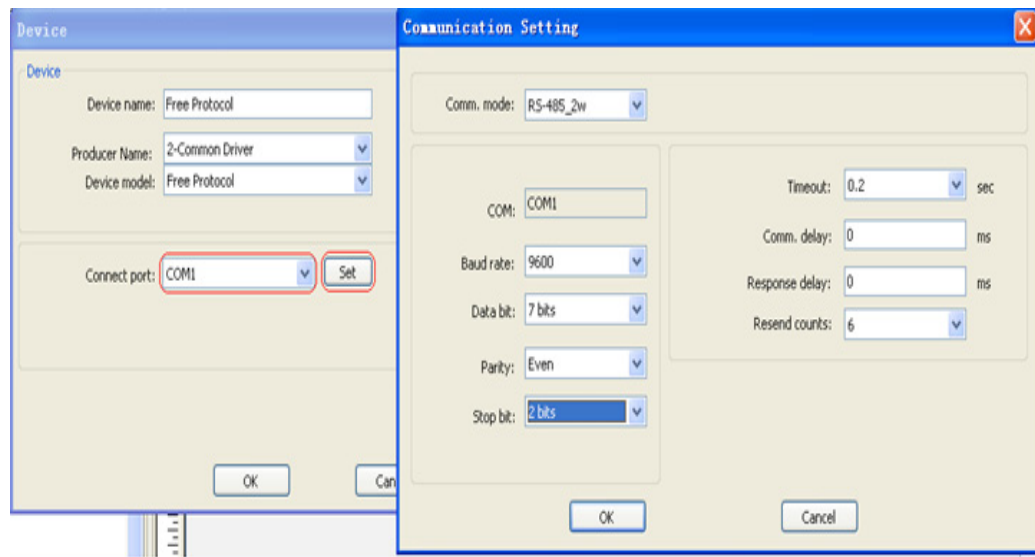 Device
Device
Device name: Free Protocol
Producer Name: 2-Common Driver
Device model: Free Protocol
Connect port: COM1 Set
OK Can
Communication Setting
Comm. mode: RS-485_2w
COM: COM1
Baud rate: 9600
Data bit: 7 bits
Parity: Even
Stop bit: 2 bits
Timeout: 0.2 sec
Comm. delay: 0 ms
Response delay: 0 ms
Resend counts: 6
OK Cancel